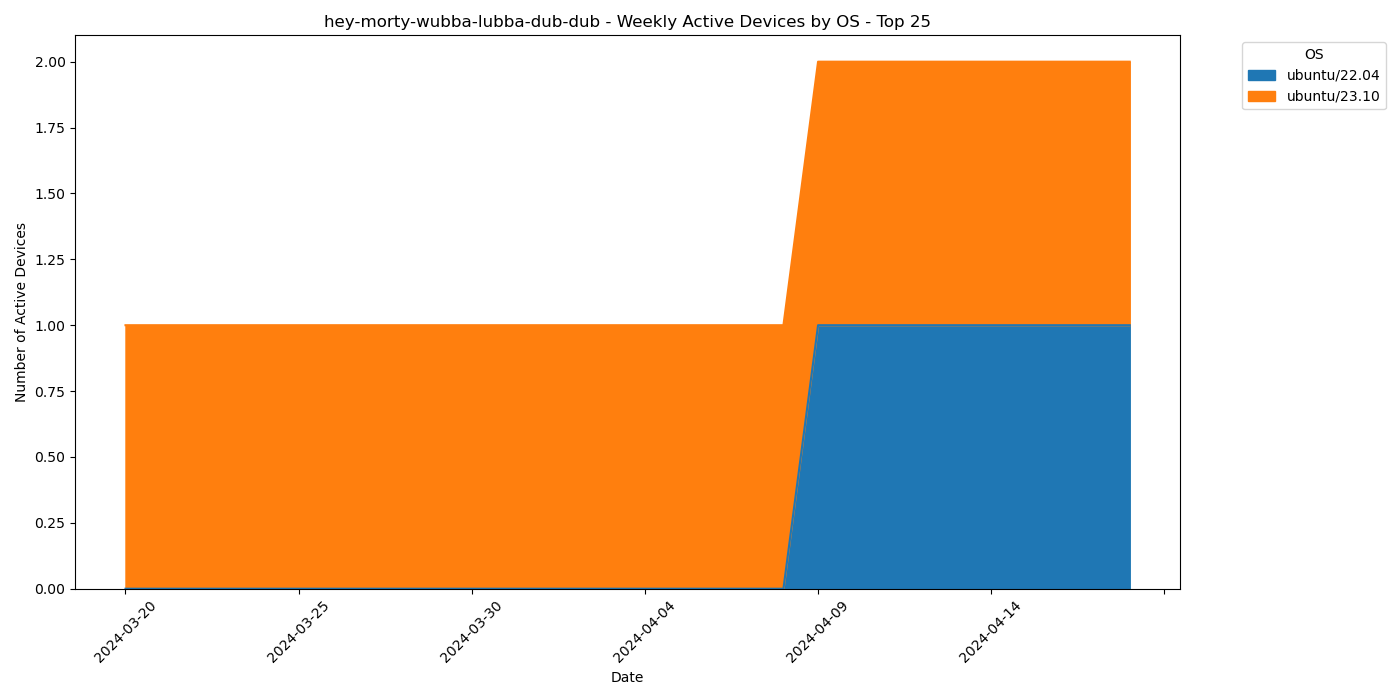 hey-morty-wubba-lubba-dub-dub - Weekly Active Devices by OS - Top 25
OS
ubuntu/22.04
ubuntu/23.10
Number of Active Devices
2.00
1.75
1.50
1.25
1.00
0.75
0.50
0.25
0.00
2024-03-20
2024-03-25
2024-03-30
2024-04-04
2024-04-09
2024-04-14
Date